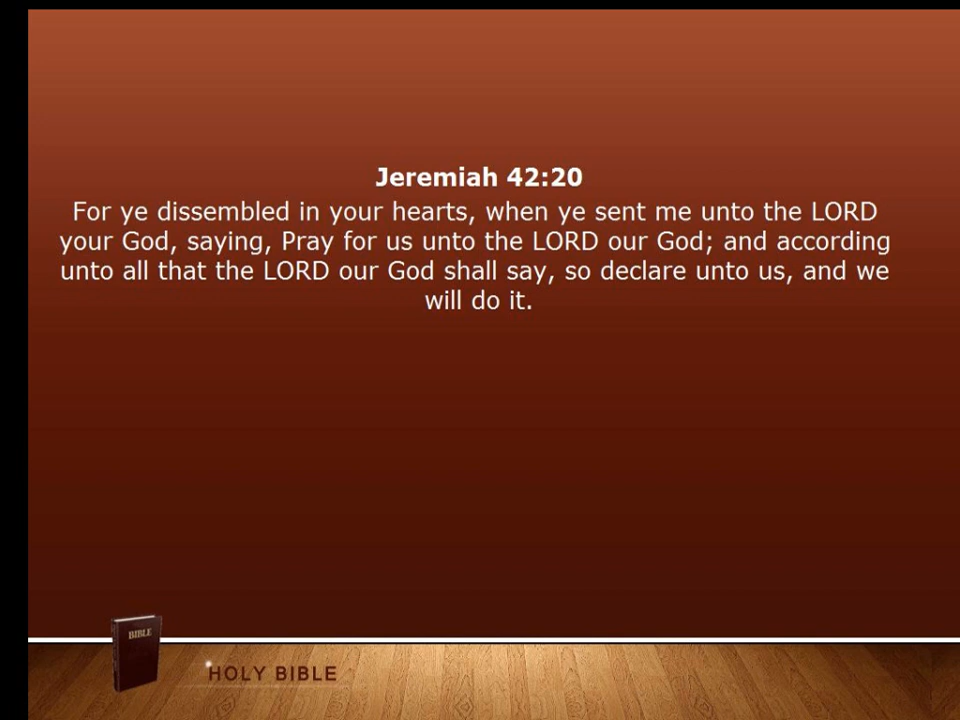 Jeremiah 42:20
For ye dissembled in your hearts, when ye sent me unto the LORD
your God, saying, Pray for us unto the LORD our God; and according
unto all that the LORD our God shall say, so declare unto us, and we
will do it.
BIBLE
HOLY BIBLE